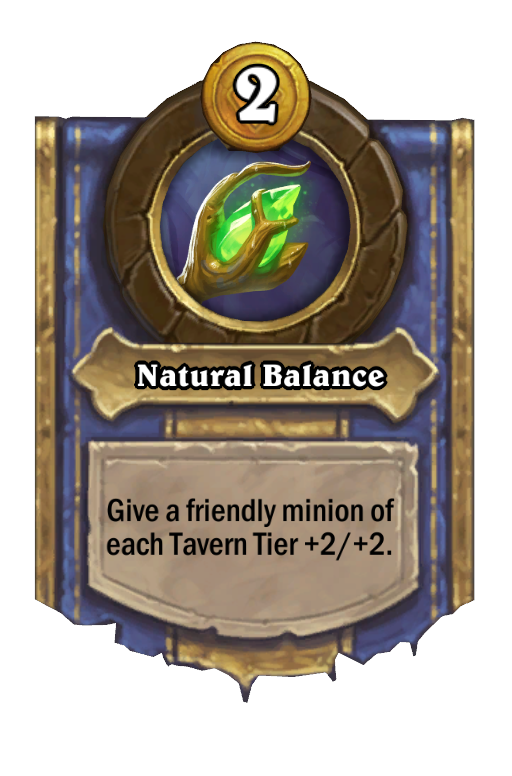 2
Natural Balance
Give a friendly minion of
each Tavern Tier +2/+2.